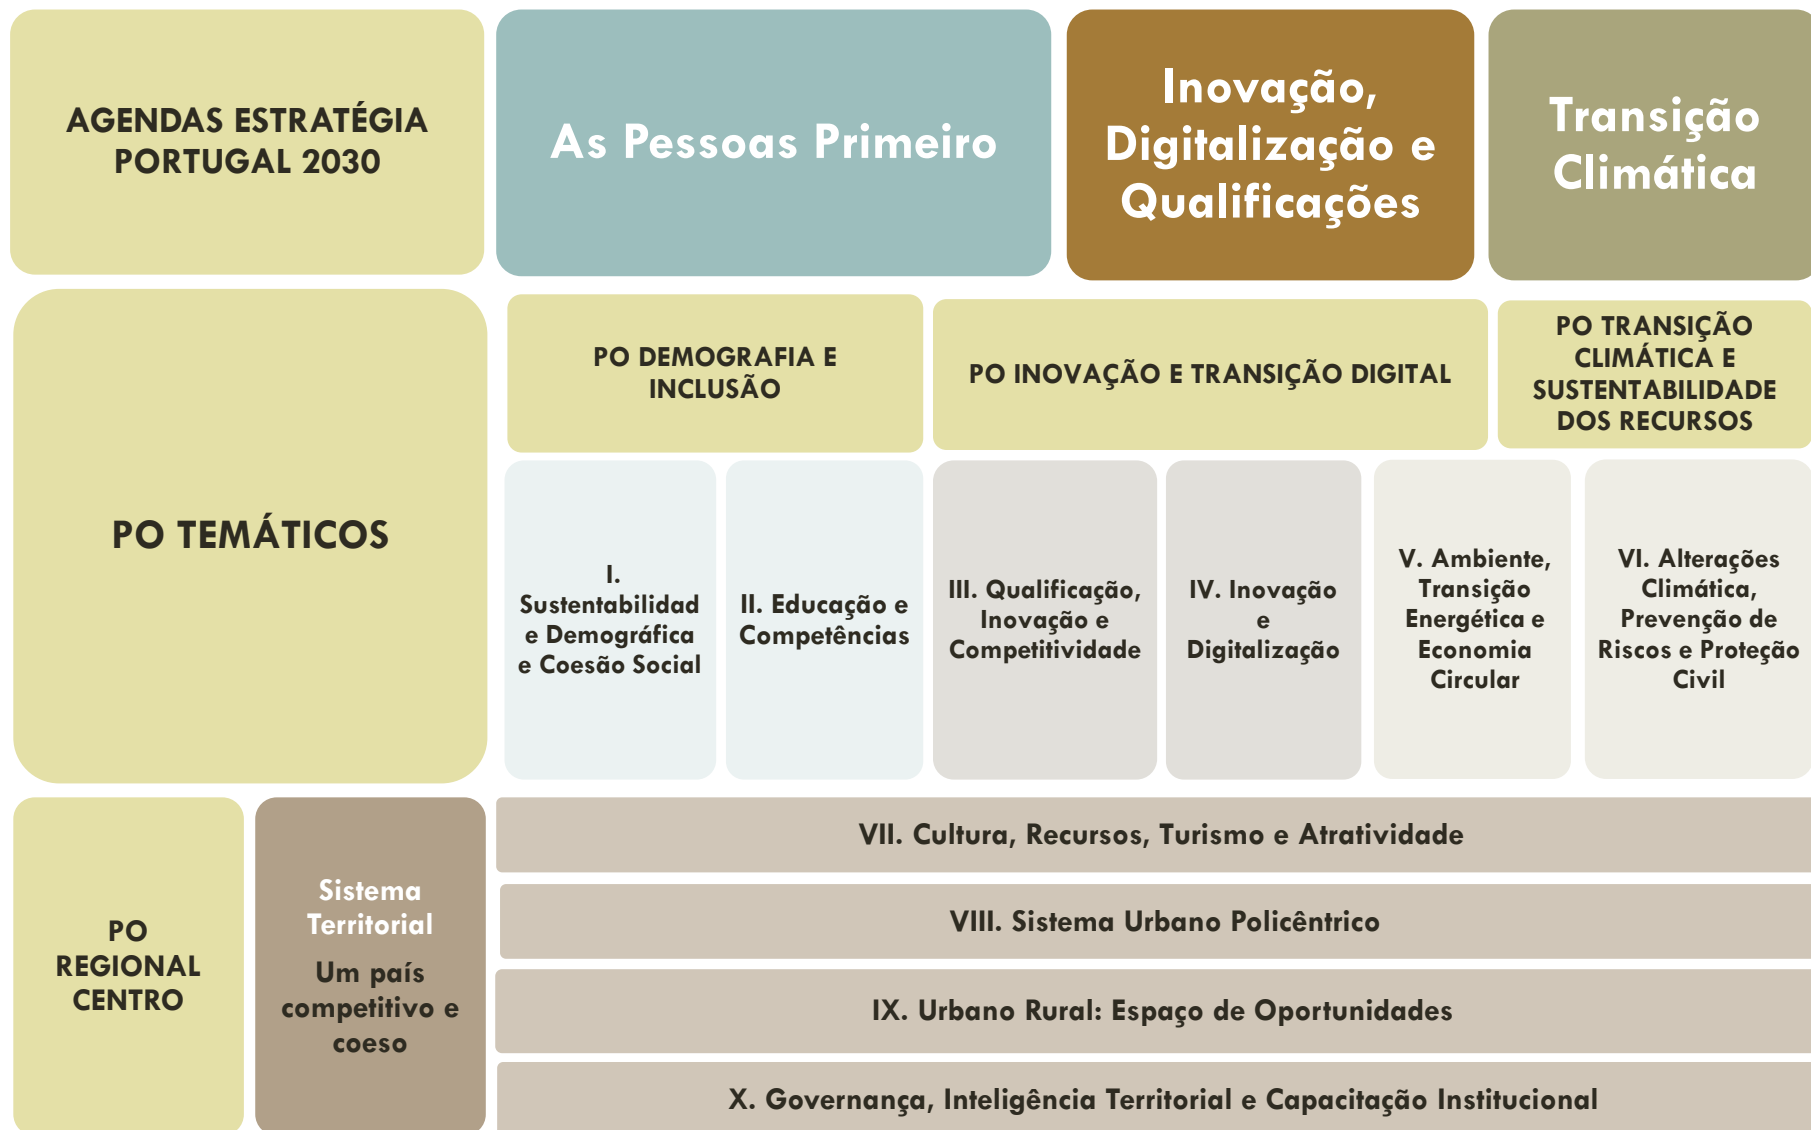 AGENDAS ESTRATÉGIA
PORTUGAL 2030
As Pessoas Primeiro
Inovação,
Digitalização e
Qualificações
Transição
Climática
PO TEMÁTICOS
PO DEMOGRAFIA E
INCLUSÃO
PO INOVAÇÃO E TRANSIÇÃO DIGITAL
PO TRANSIÇÃO
CLIMÁTICA E
SUSTENTABILIDADE
DOS RECURSOS
I.
Sustentabilidad
e Demográfica
e Coesão Social
II. Educação e
Competências
III. Qualificação,
Inovação e
Competitividade
IV. Inovação
e
Digitalização
V. Ambiente,
Transição
Energética e
Economia
Circular
VI. Alterações
Climática,
Prevenção de
Riscos e Proteção
Civil
PO
REGIONAL
CENTRO
Sistema
Territorial
Um país
competitivo e
coeso
VII. Cultura, Recursos, Turismo e Atratividade
VIII. Sistema Urbano Policêntrico
IX. Urbano Rural: Espaço de Oportunidades
X. Governança, Inteligência Territorial e Capacitação Institucional